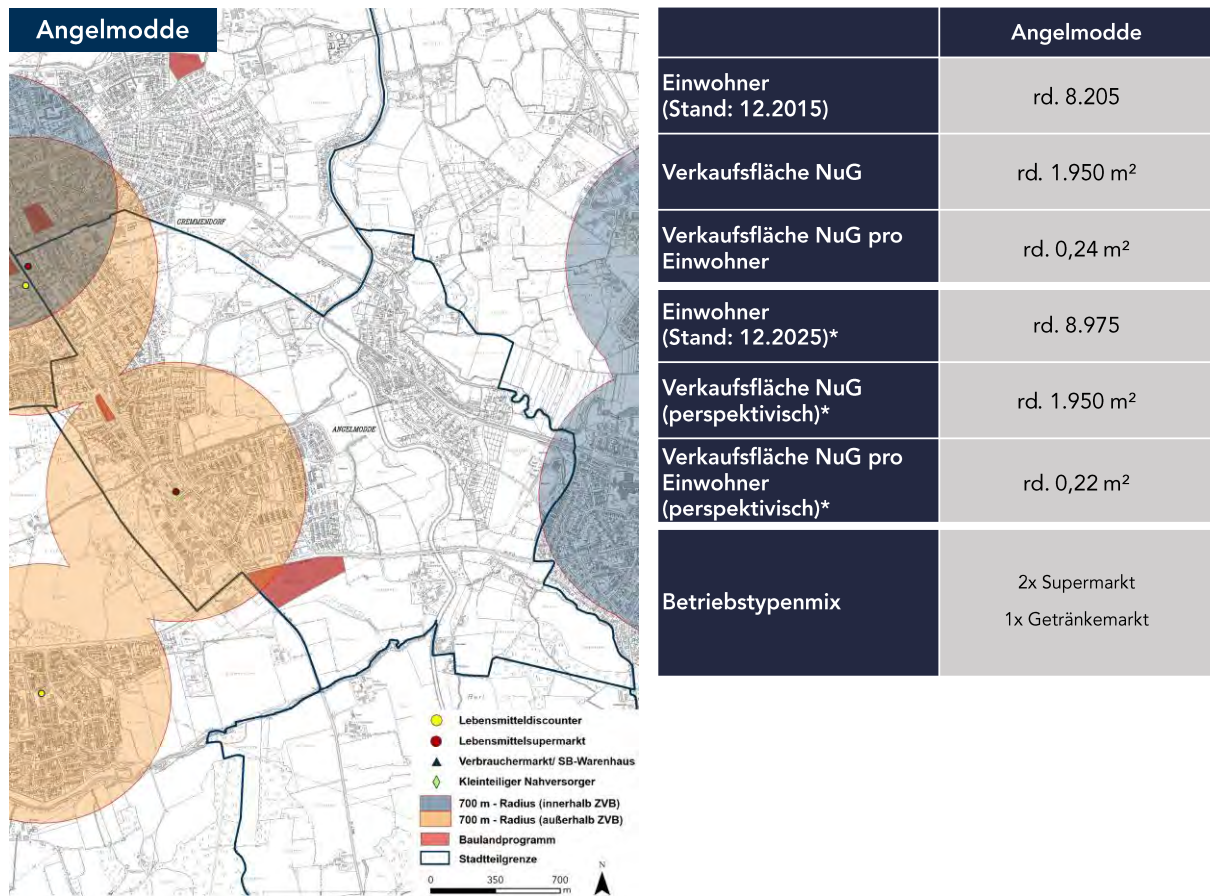 Angelmodde
GREMMENDORF
ANGELMODDE
Lebensmitteldiscounter
Lebensmittelsupermarkt
Verbrauchermarkt/ SB-Warenhaus
Kleinteiliger Nahversorger
700 m - Radius (innerhalb ZVB)
700 m - Radius (außerhalb ZVB)
Baulandprogramm
Stadtteilgrenze
0 350 700
m
N
Angelmodde
Einwohner
(Stand: 12.2015)
rd. 8.205
Verkaufsfläche NuG
rd. 1.950 m²
Verkaufsfläche NuG pro
Einwohner
rd. 0,24 m²
Einwohner
(Stand: 12.2025)*
rd. 8.975
Verkaufsfläche NuG
(perspektivisch)*
rd. 1.950 m²
Verkaufsfläche NuG pro
Einwohner
(perspektivisch)*
rd. 0,22 m²
Betriebstypenmix
2x Supermarkt
1x Getränkemarkt